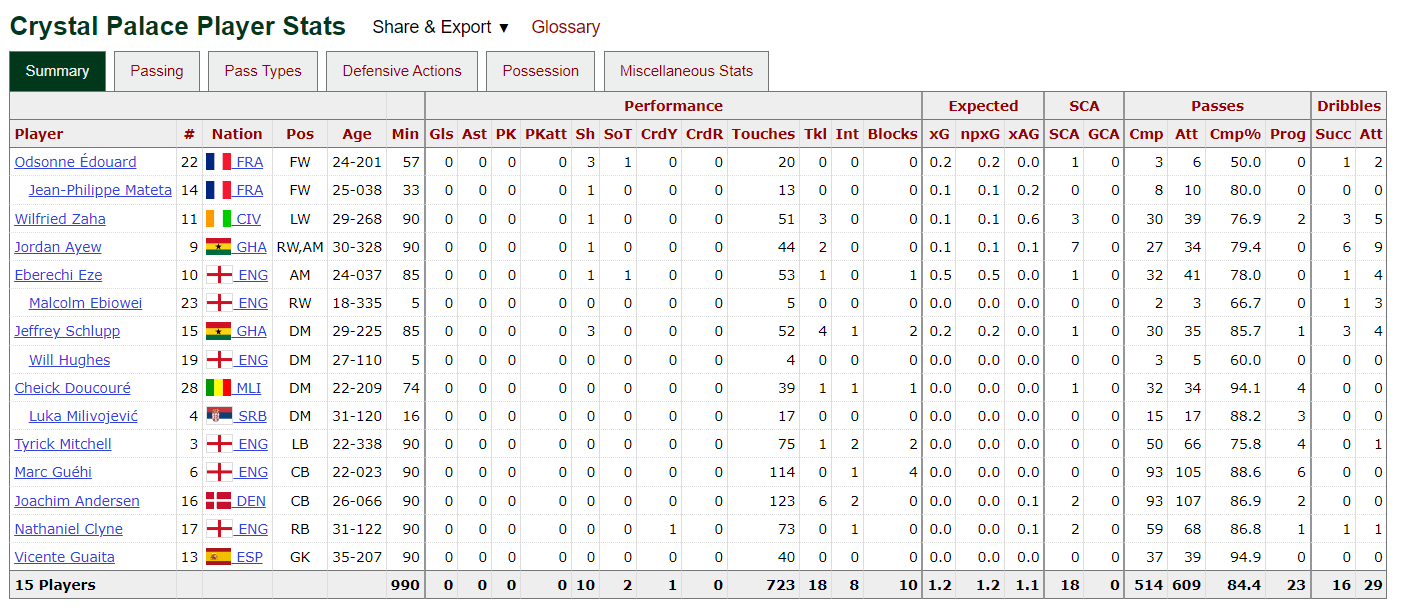 Crystal Palace Player Stats Share & Export ▼ Glossary
Summary Passing Pass Types Defensive Actions Possession Miscellaneous Stats
Performance Expected SCA Passes Dribbles
Player # Nation Pos Age Min Gls Ast PK PKatt Sh SoT CrdY CrdR Touches Tkl Int Blocks xG npxG xAG SCA GCA Cmp Att Cmp% Prog Succ Att
Odsonne Édouard 22 FRA FW 24-201 57 0 0 0 0 3 1 0 0 20 0 0 0 0.2 0.2 0.0 1 0 3 6 50.0 0 1 2
Jean-Philippe Mateta 14 FRA FW 25-038 33 0 0 0 0 1 0 0 0 13 0 0 0 0.1 0.1 0.2 0 0 8 10 80.0 0 0 0
Wilfried Zaha 11 CIV LW 29-268 90 0 0 0 0 1 0 0 0 51 3 0 0 0.1 0.1 0.6 3 0 30 39 76.9 2 3 5
Jordan Ayew 9 GHA RW,AM 30-328 90 0 0 0 0 1 0 0 0 44 2 0 0 0.1 0.1 0.1 7 0 27 34 79.4 0 6 9
Eberechi Eze 10 ENG AM 24-037 85 0 0 0 0 1 1 0 0 53 1 0 1 0.5 0.5 0.0 1 0 32 41 78.0 0 1 4
Malcolm Ebiowei 23 ENG RW 18-335 5 0 0 0 0 0 0 0 0 5 0 0 0 0.0 0.0 0.0 0 0 2 3 66.7 0 1 3
Jeffrey Schlupp 15 GHA DM 29-225 85 0 0 0 0 3 0 0 0 52 4 1 2 0.2 0.2 0.0 1 0 30 35 85.7 1 3 4
Will Hughes 19 ENG DM 27-110 5 0 0 0 0 0 0 0 0 4 0 0 0 0.0 0.0 0.0 0 0 3 5 60.0 0 0 0
Cheick Doucouré 28 MLI DM 22-209 74 0 0 0 0 0 0 0 0 39 1 1 1 0.0 0.0 0.0 1 0 32 34 94.1 4 0 0
Luka Milivojević 4 SRB DM 31-120 16 0 0 0 0 0 0 0 0 17 0 0 0 0.0 0.0 0.0 0 0 15 17 88.2 3 0 0
Tyrick Mitchell 3 ENG LB 22-338 90 0 0 0 0 0 0 0 0 75 1 2 2 0.0 0.0 0.0 0 0 50 66 75.8 4 0 1
Marc Guéhi 6 ENG CB 22-023 90 0 0 0 0 0 0 0 0 114 0 1 4 0.0 0.0 0.0 0 0 93 105 88.6 6 0 0
Joachim Andersen 16 DEN CB 26-066 90 0 0 0 0 0 0 0 0 123 6 2 0 0.0 0.0 0.1 2 0 93 107 86.9 2 0 0
Nathaniel Clyne 17 ENG RB 31-122 90 0 0 0 0 0 0 1 0 73 0 1 0 0.0 0.0 0.1 2 0 59 68 86.8 1 1 1
Vicente Guaita 13 ESP GK 35-207 90 0 0 0 0 0 0 0 0 40 0 0 0 0.0 0.0 0.0 0 0 37 39 94.9 0 0 0
15 Players 990 0 0 0 0 10 2 1 0 723 18 8 10 1.2 1.2 1.1 18 0 514 609 84.4 23 16 29